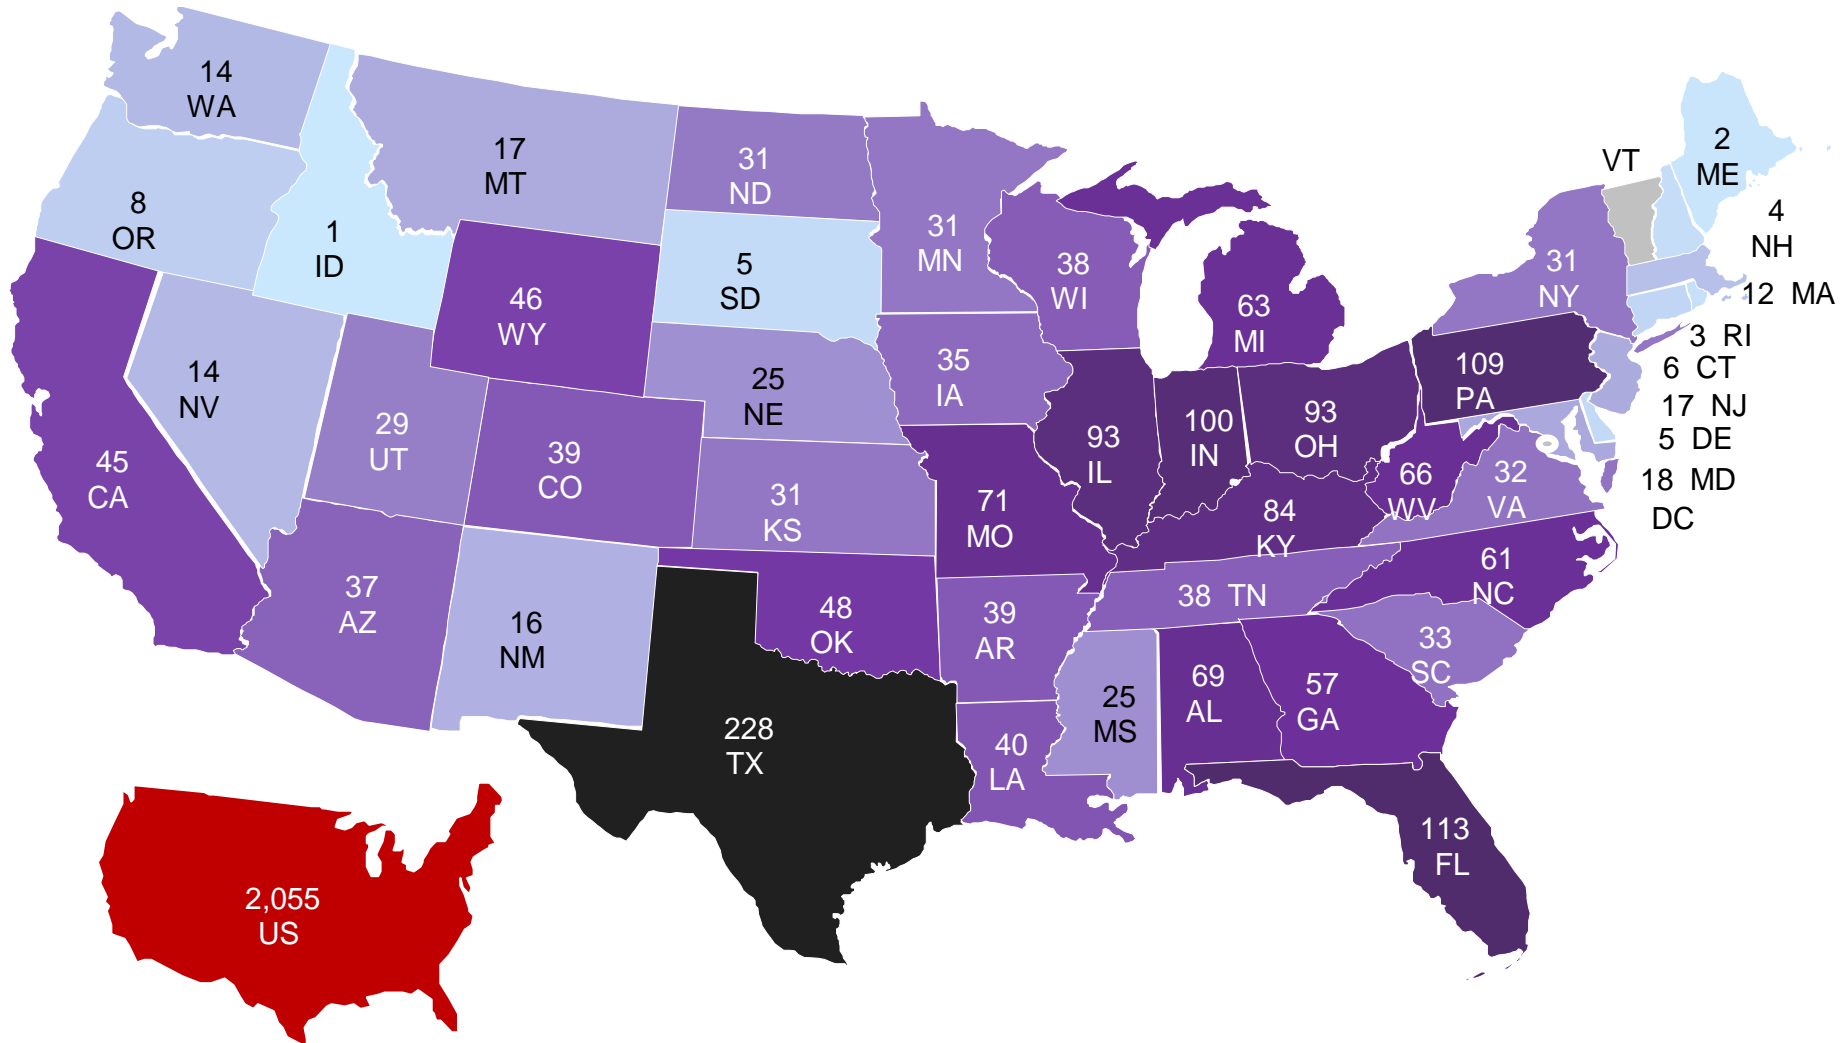 14
WA
8
OR
1
ID
17
MT
31
ND
5
SD
31
MN
38
WI
63
MI
VT
2
ME
4
NH
12 MA
31
NY
3 RI
6 CT
17 NJ
5 DE
18 MD
DC
46
WY
14
NV
45
CA
29
UT
39
CO
25
NE
31
KS
35
IA
71
MO
93
IL
100
IN
93
OH
109
PA
66
WV
32
VA
84
KY
61
NC
38 TN
33
SC
37
AZ
16
NM
48
OK
39
AR
228
TX
40
LA
25
MS
69
AL
57
GA
113
FL
2,055
US